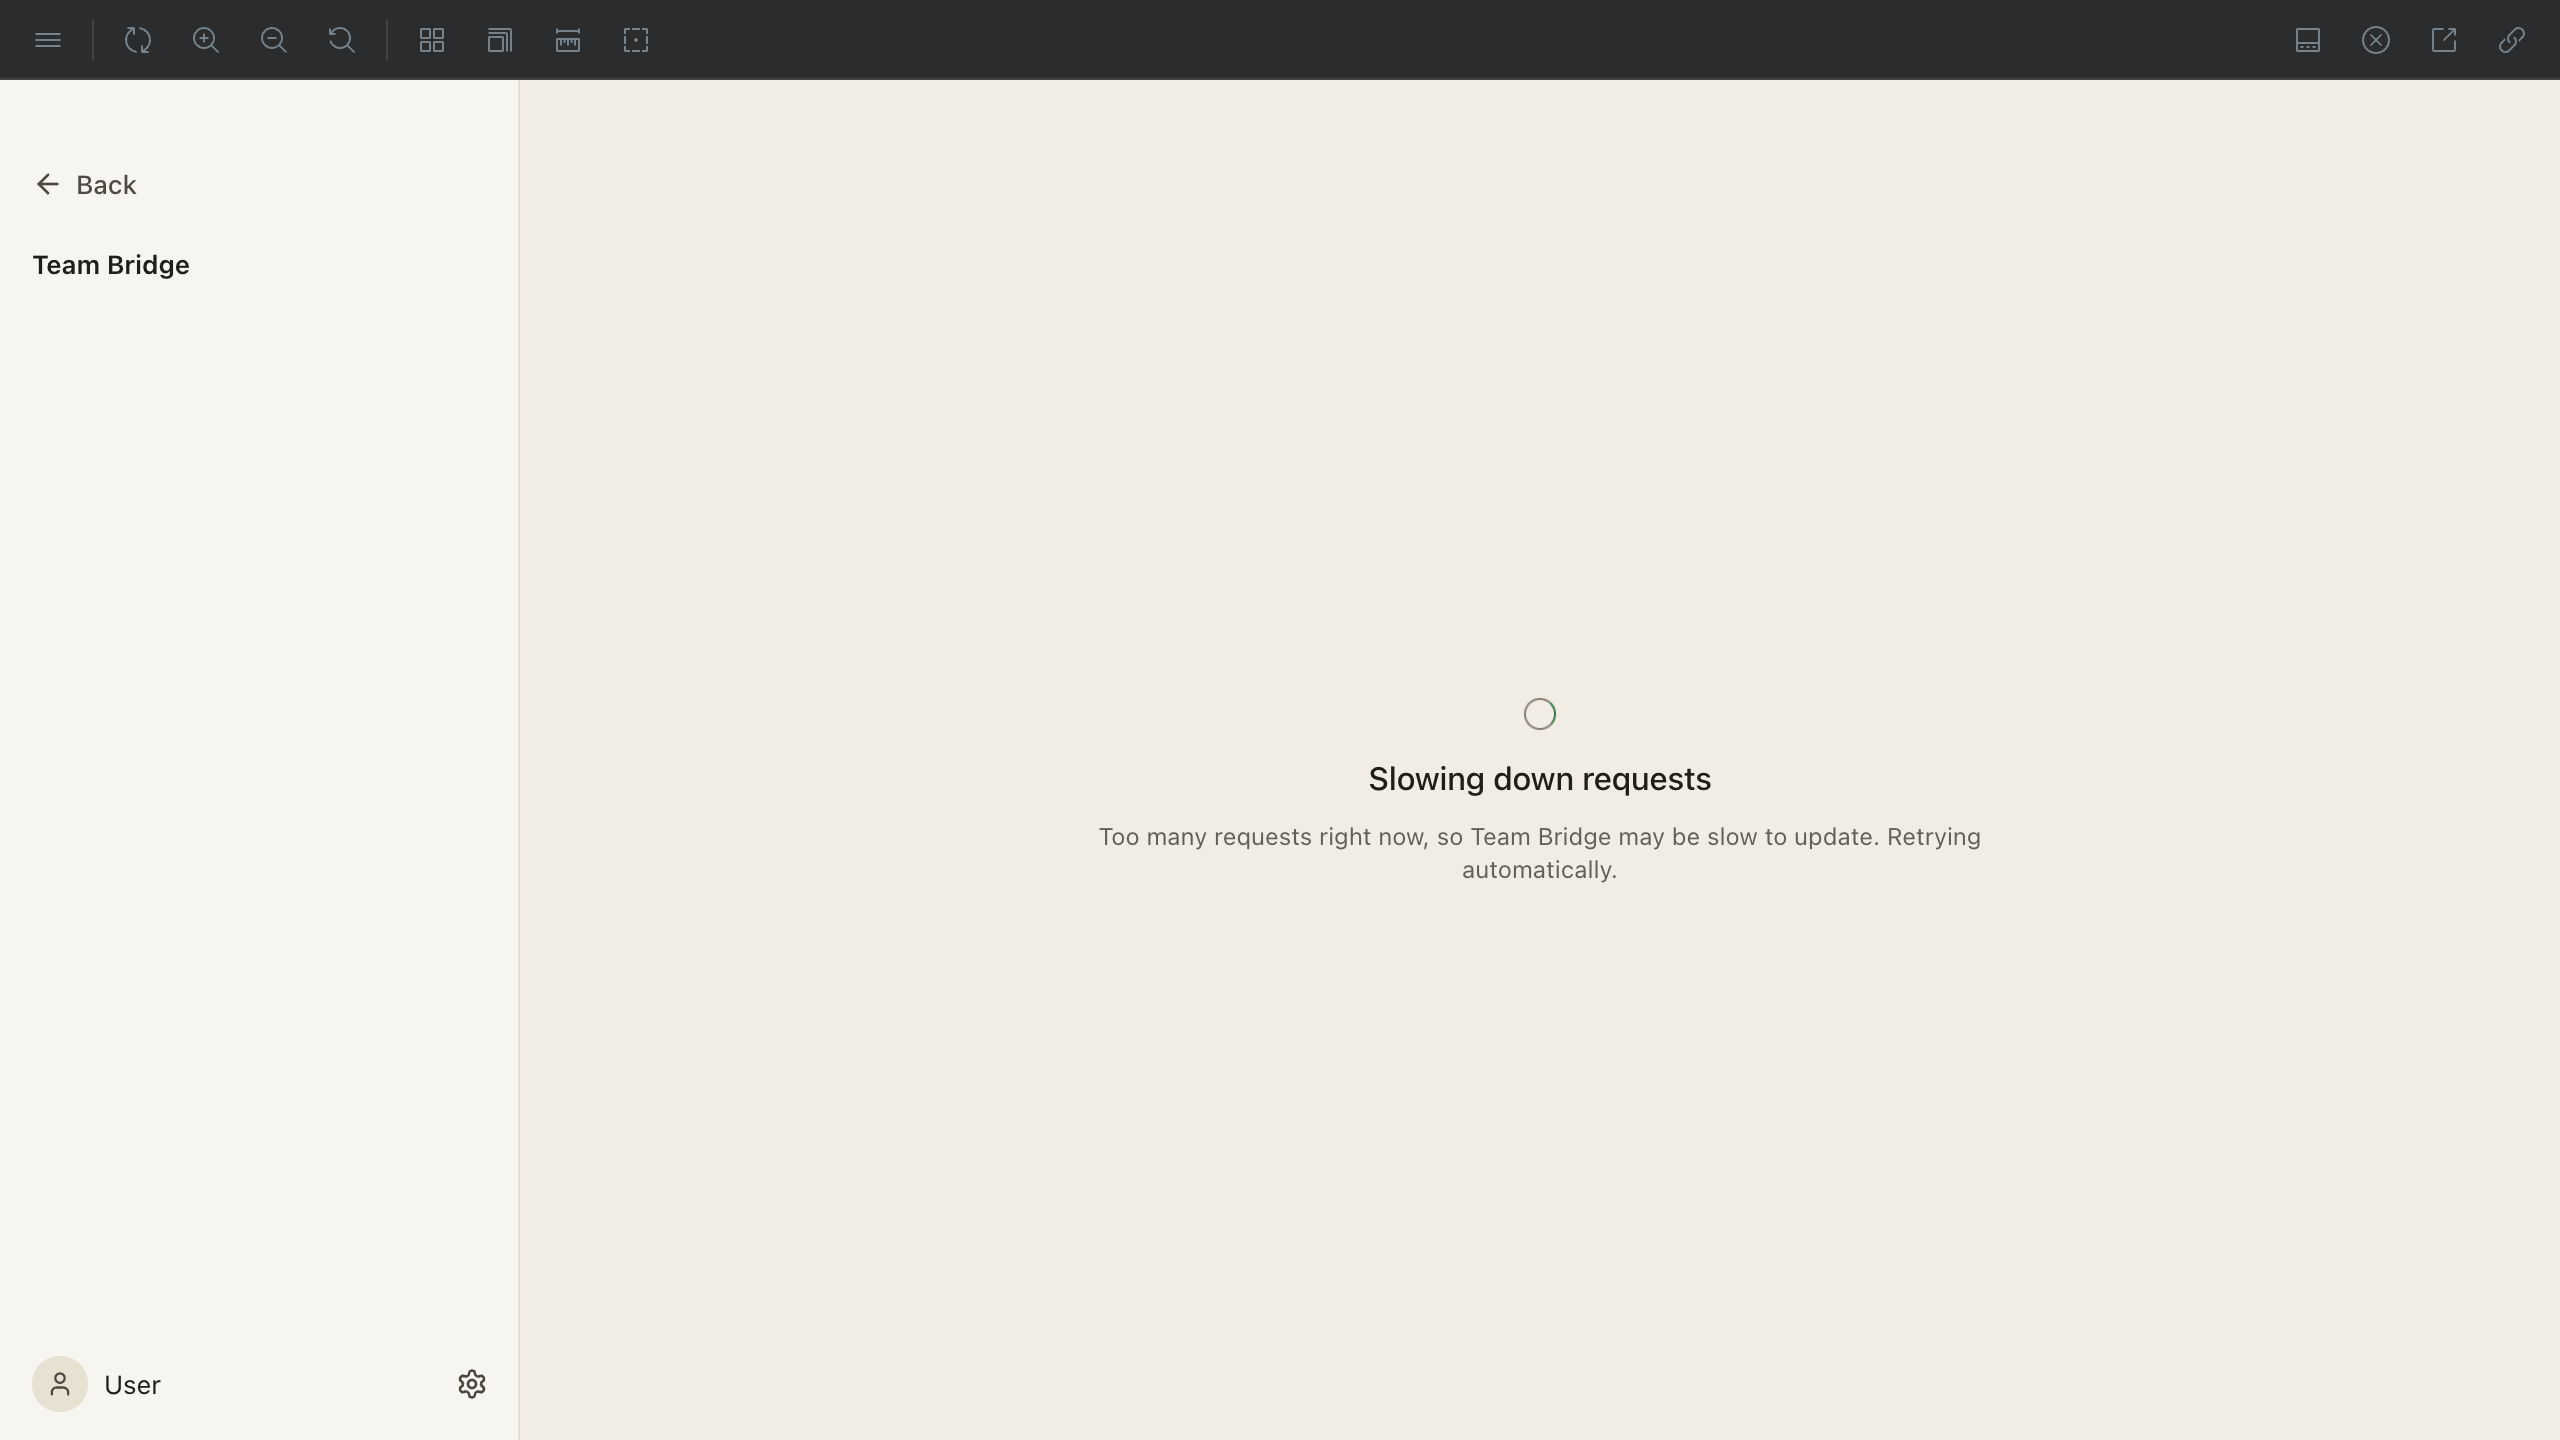 Back
Team Bridge
Slowing down requests
Too many requests right now, so Team Bridge may be slow to update. Retrying
automatically.
User